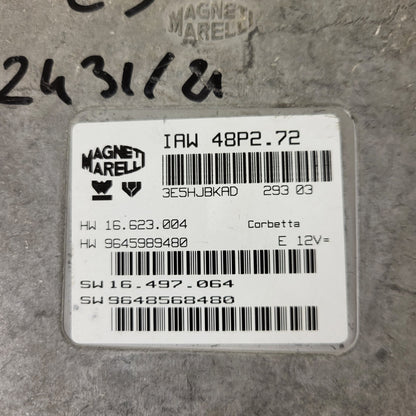 MAGNETI
MARELLI
2431/21
MAGNETI
MARELLI
IAW 48P2.72
3E5HJBKAD 293 03
HW 16.623.004 Corbetta
HW 9645989480 E 12V=
SW 16.497.064
SW 9648568480